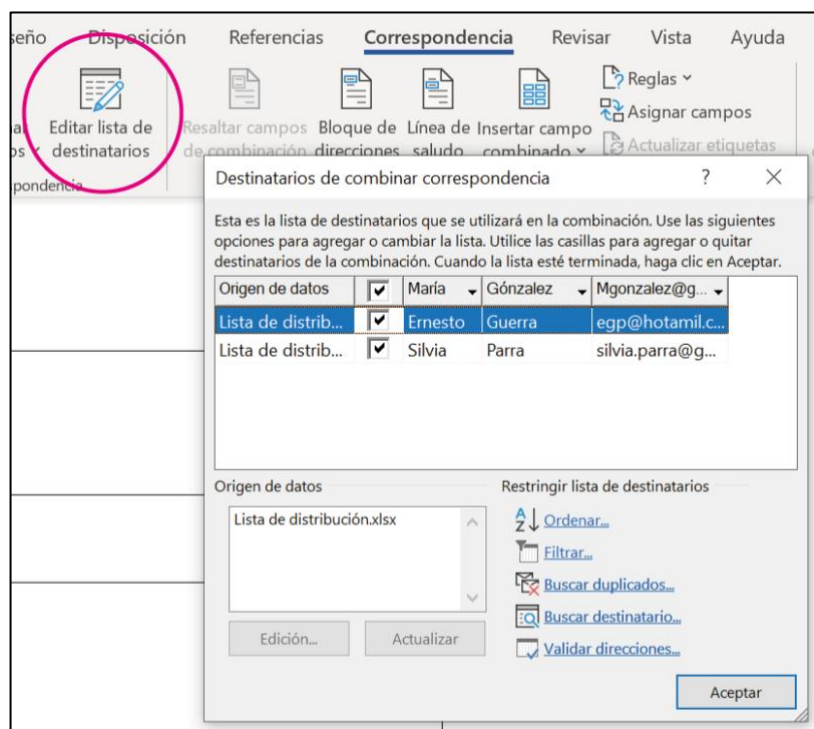 seño Disposición Referencias Correspondencia Revisar Vista Ayuda
Editar lista de
destinatarios
Resaltar campos
de combinación
Bloque de
direcciones
Línea de
saludo
Insertar campo
combinado
Reglas
Asignar campos
Actualizar etiquetas
pondencia
Destinatarios de combinar correspondencia ?
Esta es la lista de destinatarios que se utilizará en la combinación. Use las siguientes
opciones para agregar o cambiar la lista. Utilice las casillas para agregar o quitar
destinatarios de la combinación. Cuando la lista esté terminada, haga clic en Aceptar.
Origen de datos María Gónzalez Mgonzalez@g...
Lista de distrib... Ernesto Guerra egp@hotamil.c...
Lista de distrib... Silvia Parra silvia.parra@g...
Origen de datos
Lista de distribución.xlsx
Edición... Actualizar
Restringir lista de destinatarios
Ordenar...
Filtrar...
Buscar duplicados...
Buscar destinatario...
Validar direcciones...
Aceptar